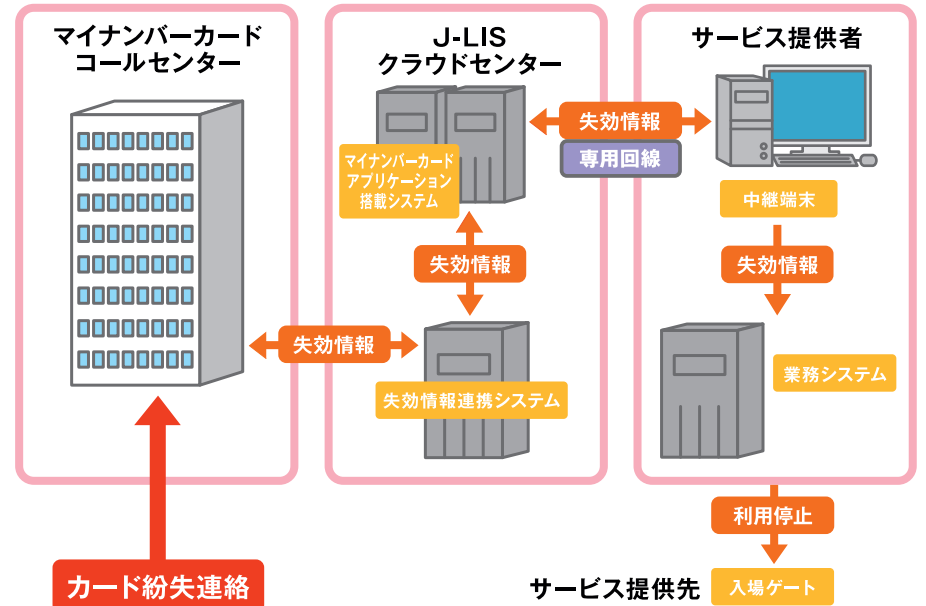 マイナンバーカード
コールセンター
J-LIS
クラウドセンター
サービス提供者
マイナンバーカード
アプリケーション
搭載システム
失効情報
専用回線
中継端末
失効情報
失効情報
失効情報
失効情報連携システム
業務システム
利用停止
カード紛失連絡
サービス提供先
入場ゲート